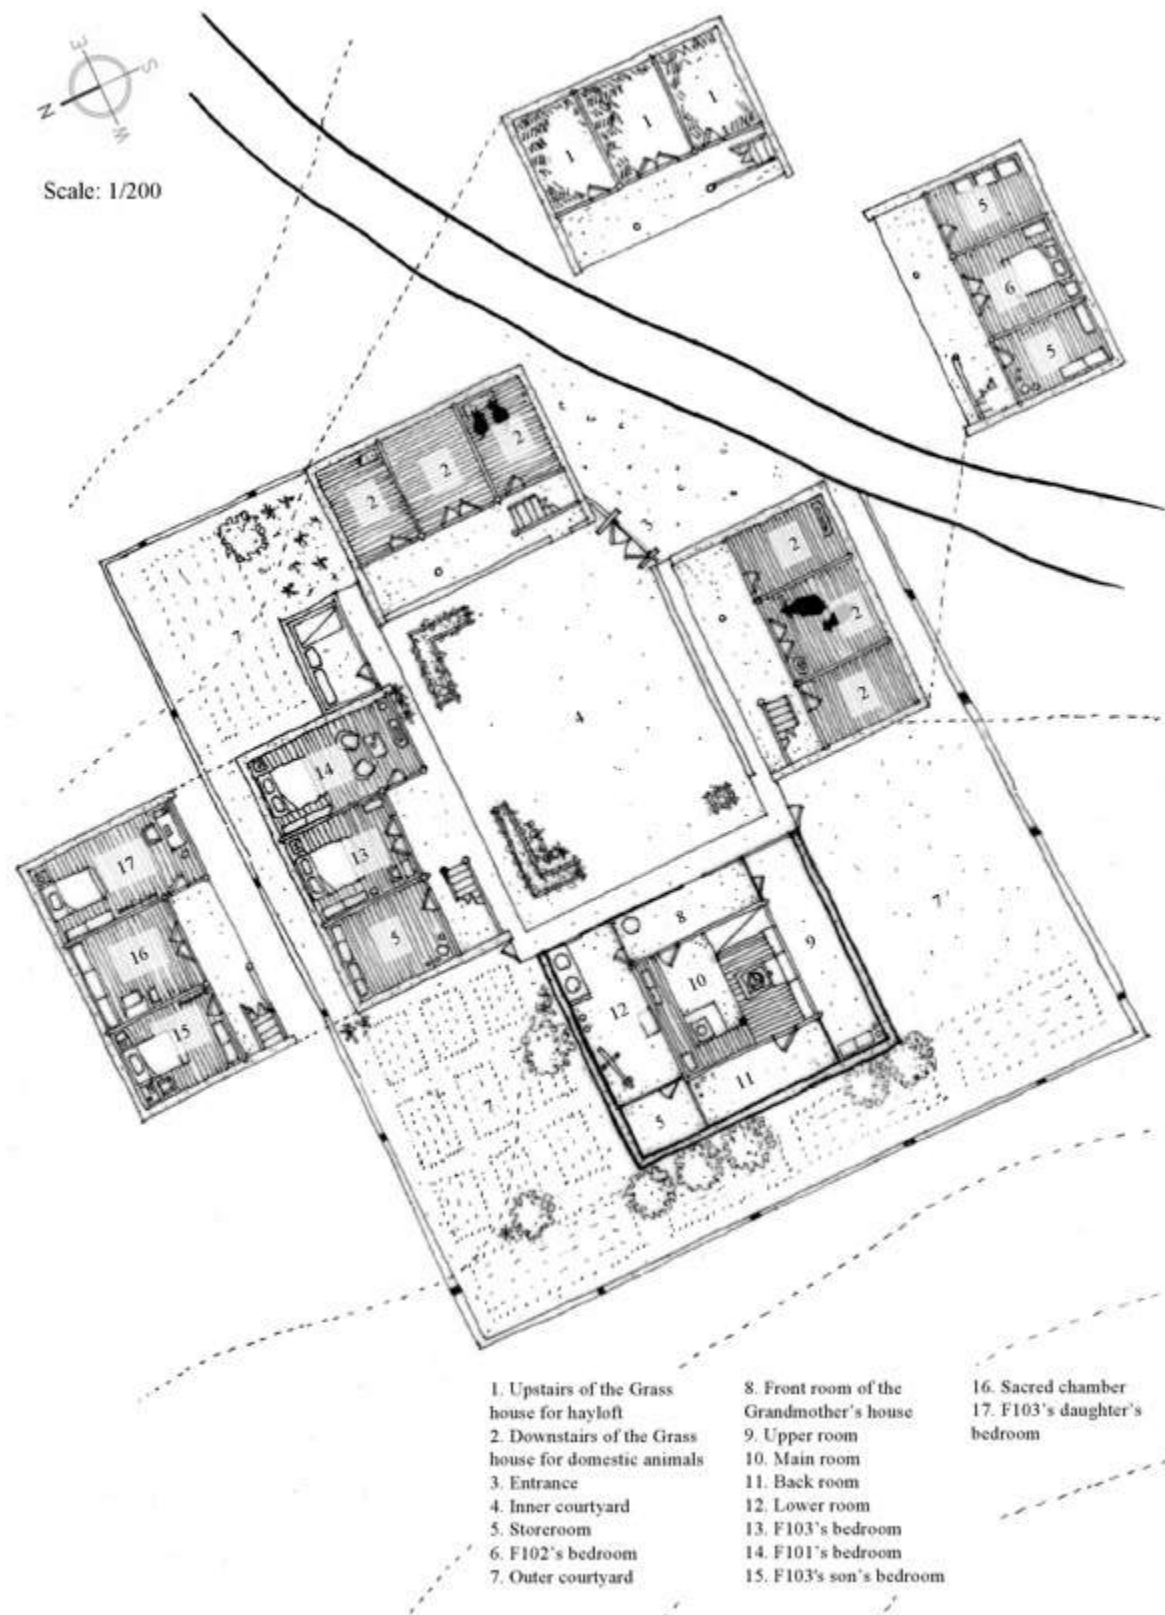 E
S
N
W
Scale: 1/200
1
1
1
5
6
5
2
2
2
3
2
2
2
7
4
14
13
5
17
16
15
8
9
10
12
11
5
7
7
1. Upstairs of the Grass
house for hayloft
2. Downstairs of the Grass
house for domestic animals
3. Entrance
4. Inner courtyard
5. Storeroom
6. F102's bedroom
7. Outer courtyard
8. Front room of the
Grandmother's house
9. Upper room
10. Main room
11. Back room
12. Lower room
13. F103's bedroom
14. F101's bedroom
15. F103's son's bedroom
16. Sacred chamber
17. F103's daughter's
bedroom